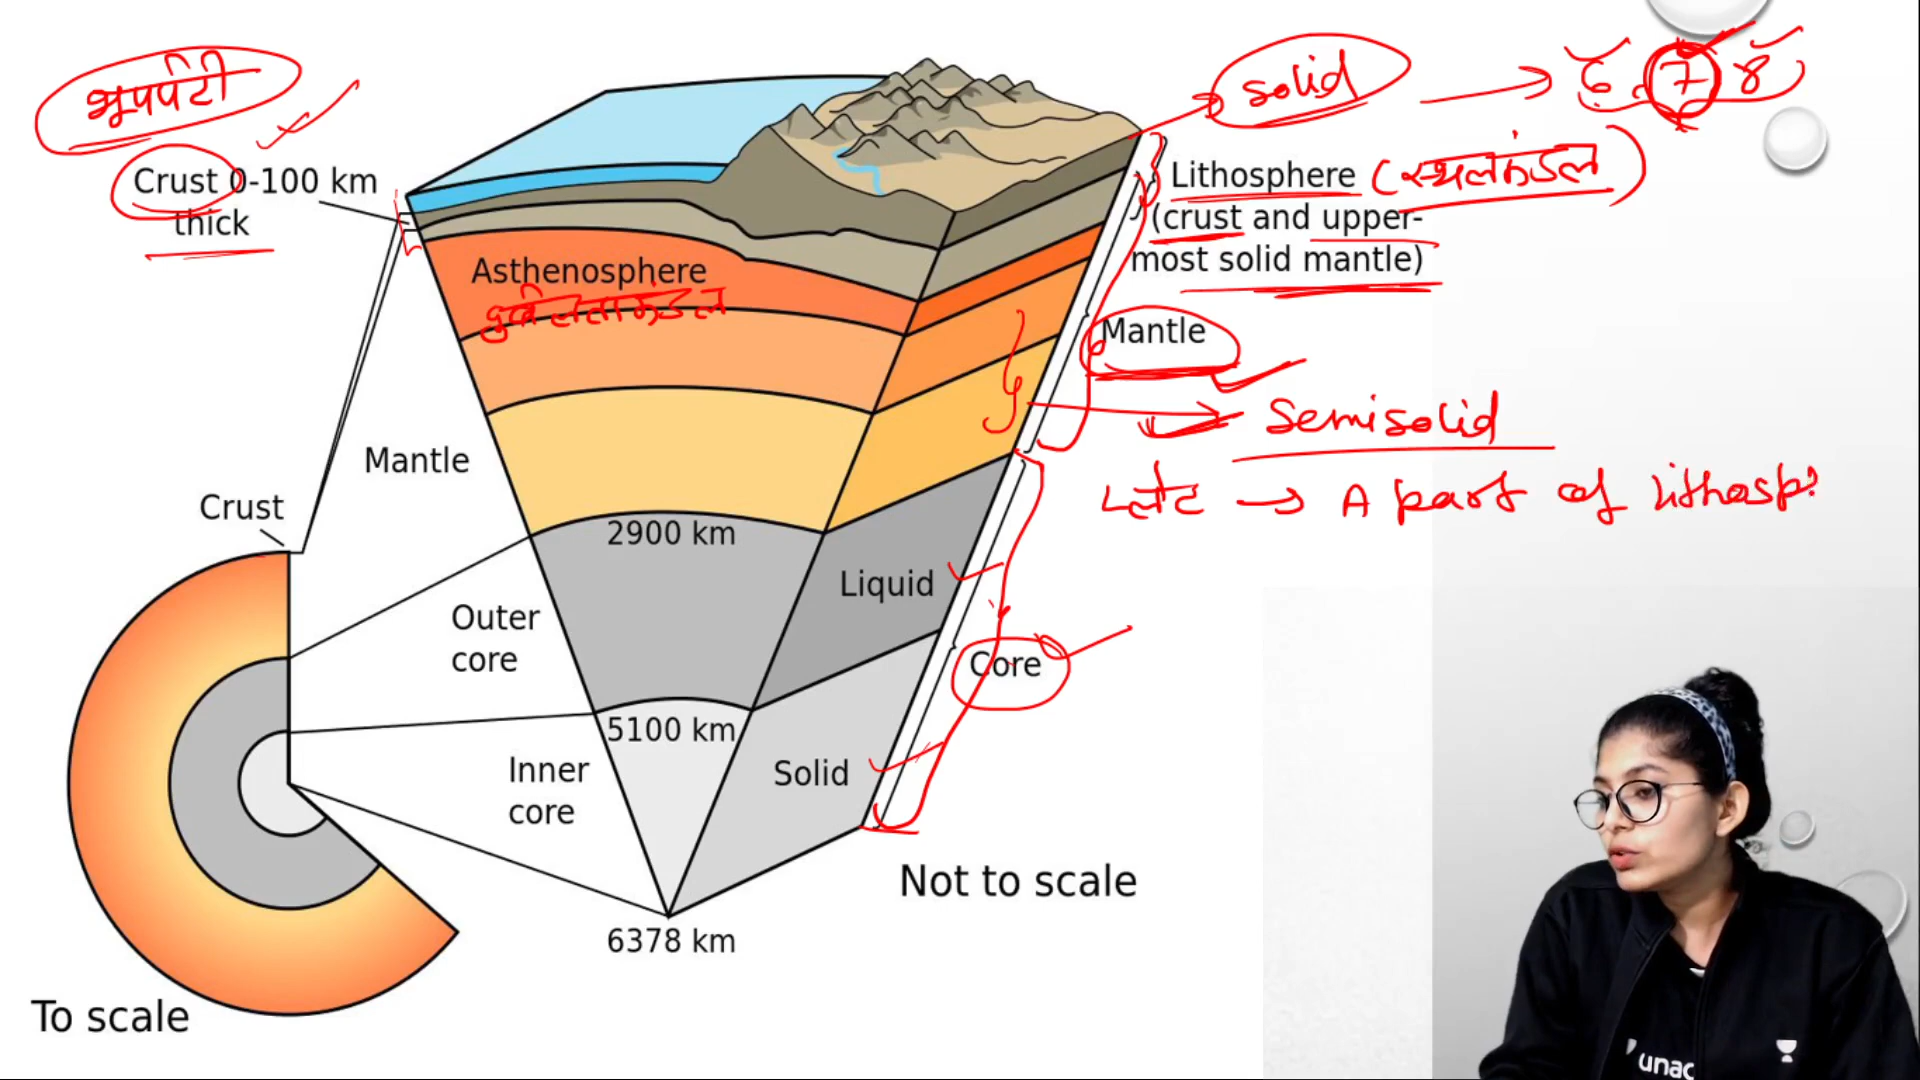 भूपर्पटी
Crust 0-100 km
thick
solid → 6, 7, 8
Lithosphere (स्थलमंडल)
(crust and upper-
most solid mantle)
Asthenosphere
दुर्बलतामंडल
Mantle
Semisolid
Mantle
प्लेट → A part of lithosp:
Crust
2900 km
Liquid
Outer
core
Core
5100 km
Inner
core
Solid
Not to scale
6378 km
To scale
unac